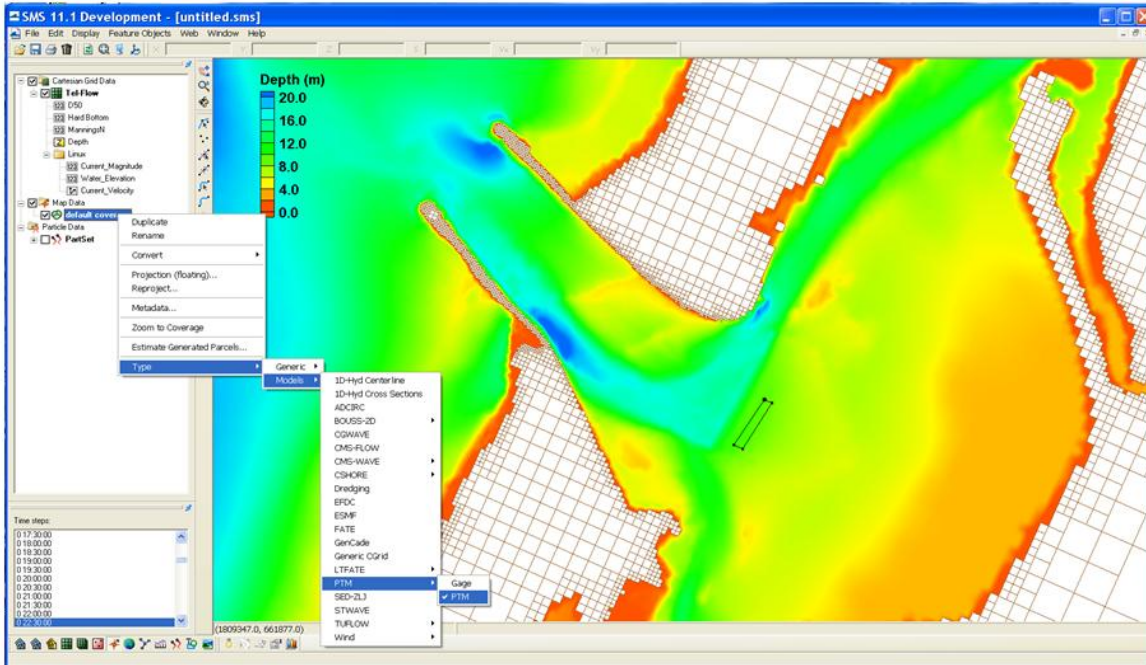 SMS 11.1 Development - [untitled.sms]
File Edit Display Feature Objects Web Window Help
X Y Z S Vx Vy
Cartesian Grid Data
Tel-Flow
D50
Hard Bottom
ManningsN
Depth
Linux
Current_Magnitude
Water_Elevation
Current_Velocity
Map Data
default cover
Particle Data
PartSet
Duplicate
Rename
Convert
Projection (floating)...
Reproject...
Metadata...
Zoom to Coverage
Estimate Generated Parcels...
Type
Generic
Models
1D-Hyd Centerline
1D-Hyd Cross Sections
ADCIRC
BOUSS-2D
CGWAVE
CMS-FLOW
CMS-WAVE
CSHORE
Dredging
EFDC
ESMF
FATE
GenCade
Generic CGrid
LTFATE
PTM
SED-ZLJ
STWAVE
TUFLOW
Wind
Gage
PTM
Depth (m)
20.0
16.0
12.0
8.0
4.0
0.0
Time steps:
0 17:30:00
0 18:00:00
0 18:30:00
0 19:00:00
0 19:30:00
0 20:00:00
0 20:30:00
0 21:00:00
0 21:30:00
0 22:00:00
0 22:30:00
(1809347.0, 661877.0)